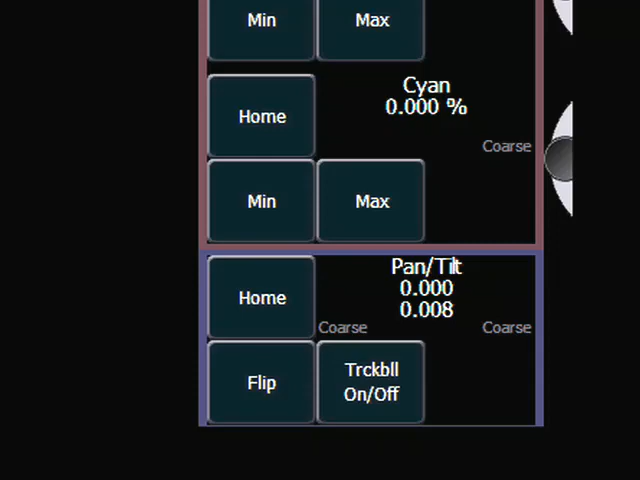 Min
Max
Home
Cyan
0.000 %
Coarse
Min
Max
Home
Pan/Tilt
0.000
0.008
Coarse
Coarse
Flip
Trckbll
On/Off